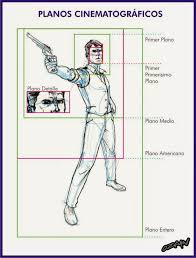 PLANOS CINEMATOGRÁFICOS
Primer Plano
Plano Detalle
Primer
Primerísimo
Plano
Plano Medio
Plano Americano
Plano Entero